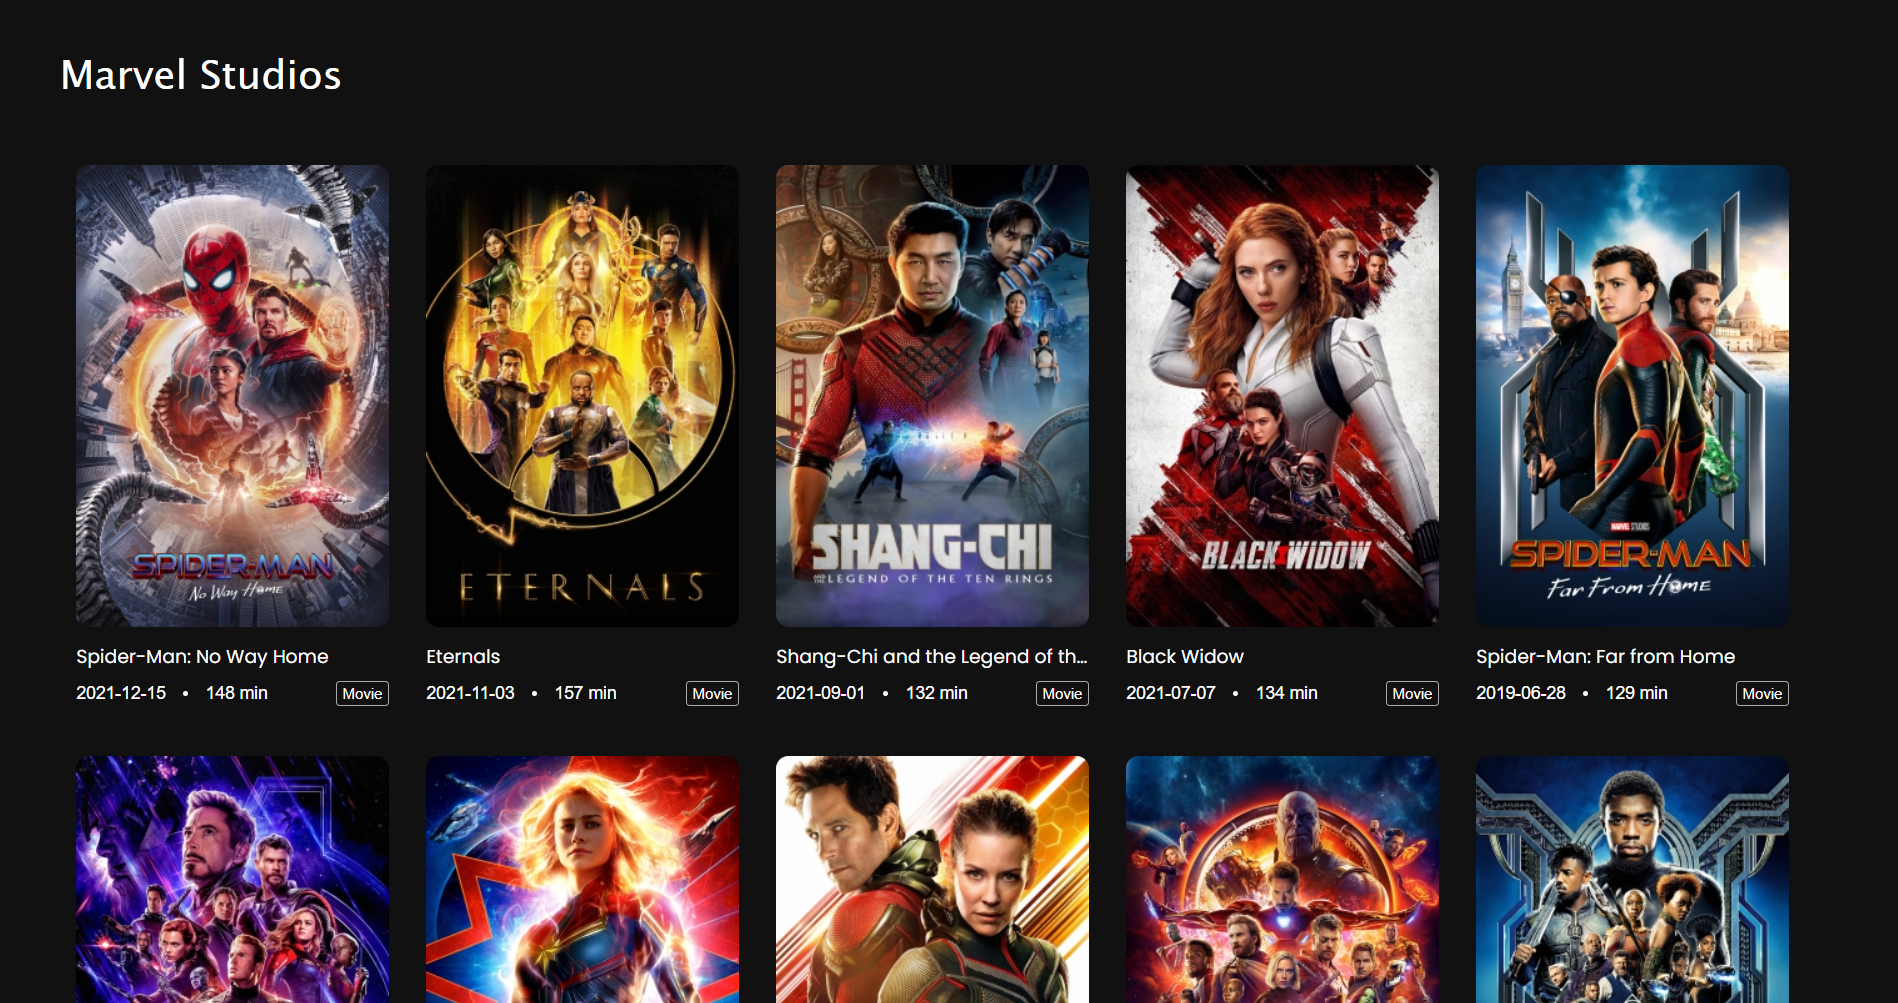 Marvel Studios
SPIDER-MAN
No Way Home
ETERNALS
SHANG-CHI
AND THE LEGEND OF THE TEN RINGS
BLACK WIDOW
MARVEL STUDIOS
SPIDER-MAN
Far From Home
Spider-Man: No Way Home
2021-12-15 • 148 min Movie
Eternals
2021-11-03 • 157 min Movie
Shang-Chi and the Legend of th...
2021-09-01 • 132 min Movie
Black Widow
2021-07-07 • 134 min Movie
Spider-Man: Far from Home
2019-06-28 • 129 min Movie